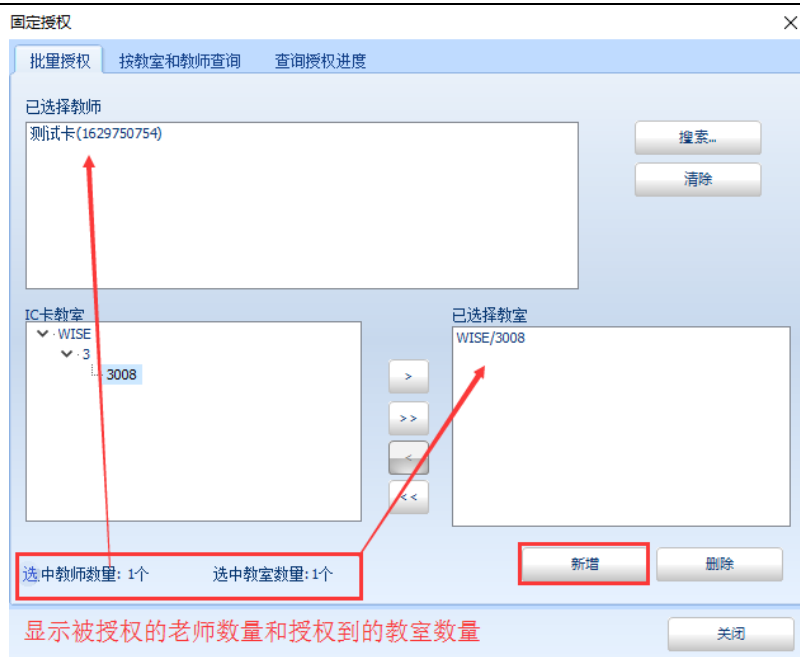 固定授权
批量授权 按教室和教师查询 查询授权进度
已选择教师
测试卡(1629750754)
搜索...
清除
IC卡教室
WISE
3
3008
>
>>
<
<<
已选择教室
WISE/3008
选中教师数量: 1个 选中教室数量:1个
新增
删除
显示被授权的老师数量和授权到的教室数量
关闭